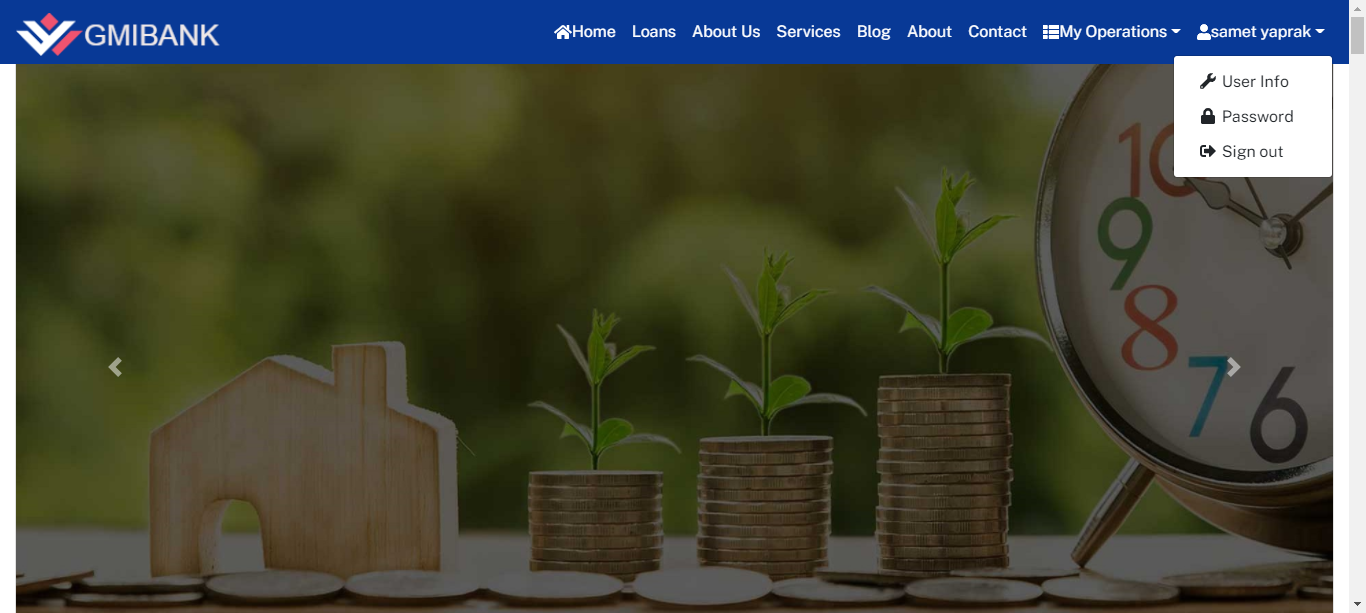 GMIBANK
Home Loans About Us Services Blog About Contact My Operations samet yaprak
User Info
Password
Sign out
10
9
8
7
6